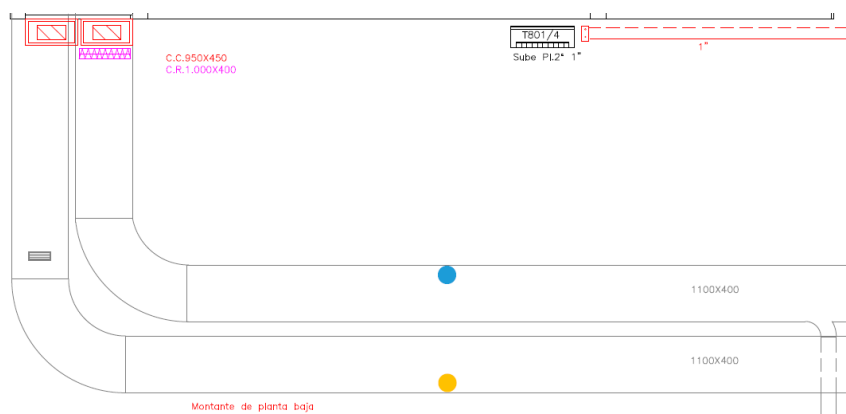 T801/4
1"
Sube Pl.2ª 1"
C.C.950X450
C.R.1.000X400
1100X400
1100X400
Montante de planta baja